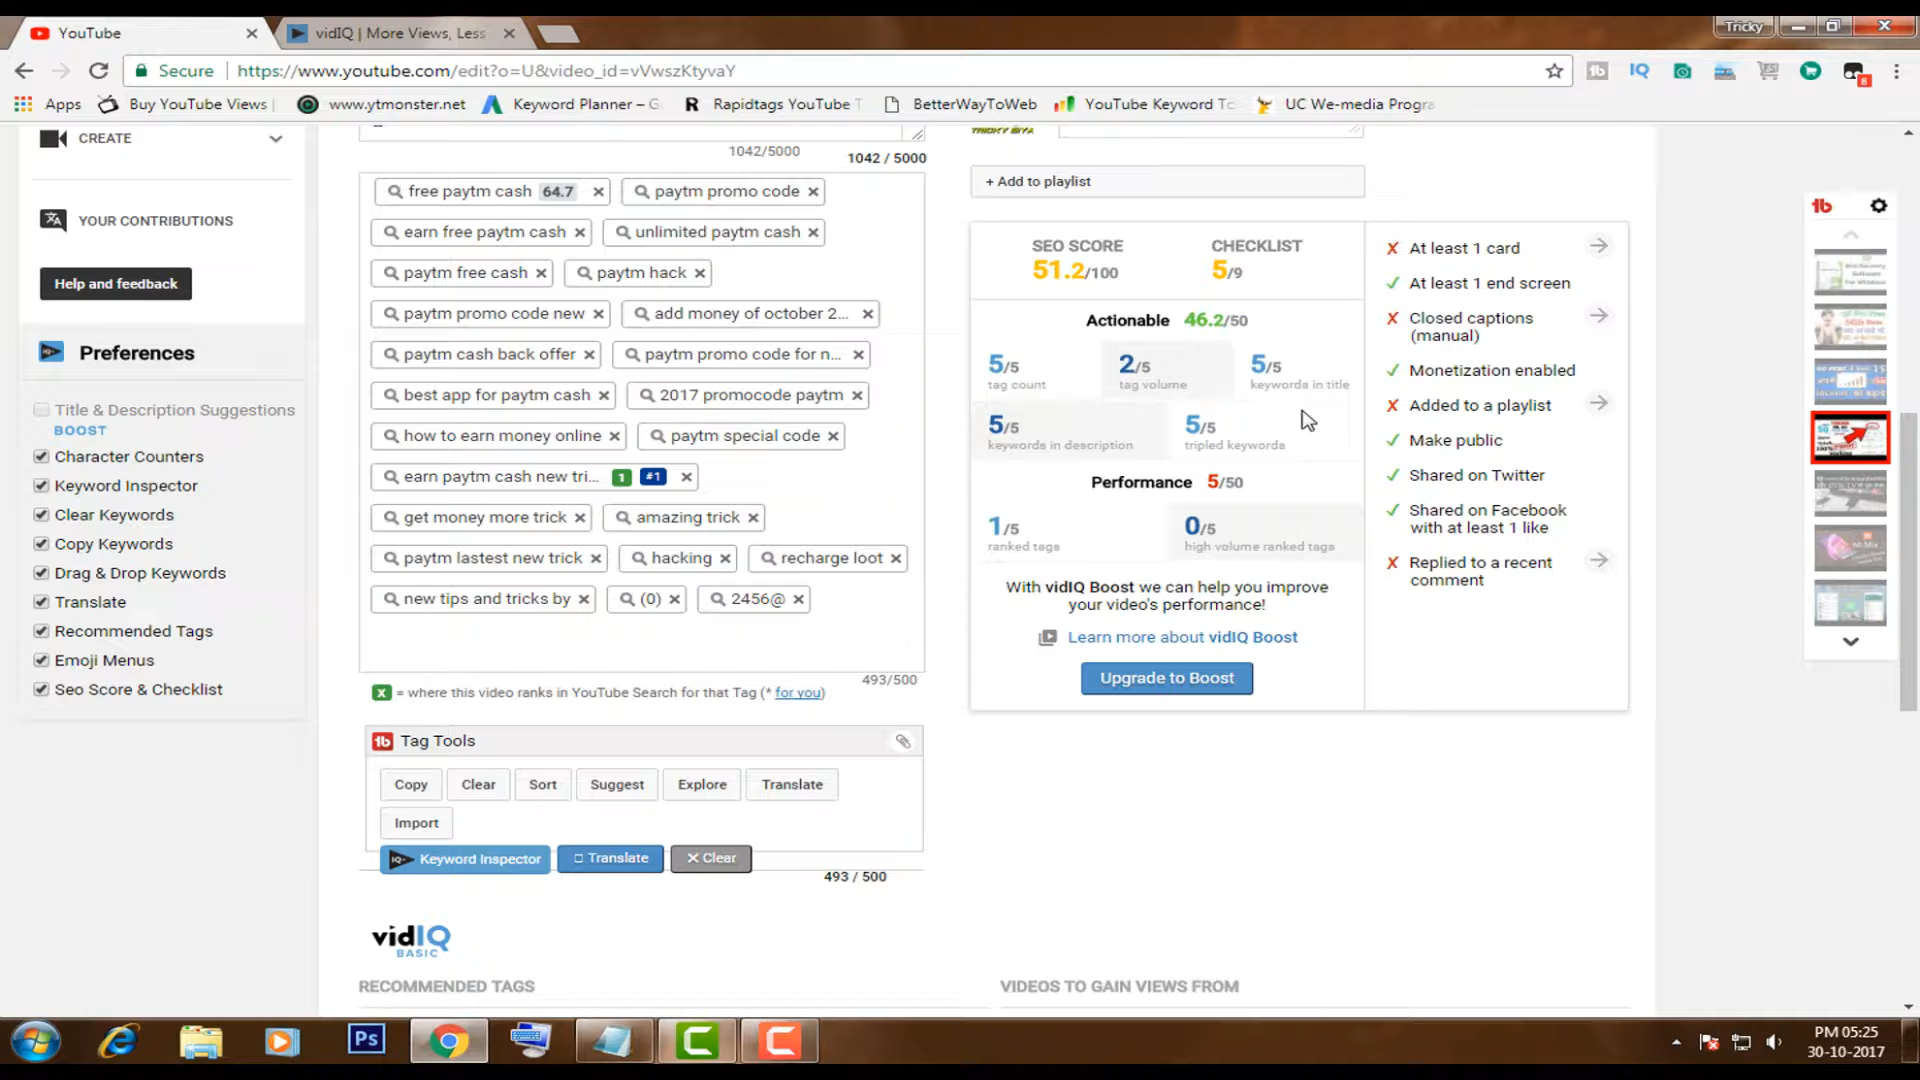 YouTube
vidIQ | More Views, Less
Tricky
Secure
https://www.youtube.com/edit?o=U&video_id=vVwszKtyvaY
IQ
8
Apps
Buy YouTube Views
www.ytmonster.net
Keyword Planner – G
R Rapidtags YouTube T
BetterWayToWeb
YouTube Keyword To
UC We-media Progra
CREATE
YOUR CONTRIBUTIONS
Help and feedback
Preferences
Title & Description Suggestions
BOOST
Character Counters
Keyword Inspector
Clear Keywords
Copy Keywords
Drag & Drop Keywords
Translate
Recommended Tags
Emoji Menus
Seo Score & Checklist
1042/5000
1042 / 5000
free paytm cash 64.7
paytm promo code
earn free paytm cash
unlimited paytm cash
paytm free cash
paytm hack
paytm promo code new
add money of october 2...
paytm cash back offer
paytm promo code for n...
best app for paytm cash
2017 promocode paytm
how to earn money online
paytm special code
earn paytm cash new tri... 1 #1
get money more trick
amazing trick
paytm lastest new trick
hacking
recharge loot
new tips and tricks by
(0)
2456@
493/500
x = where this video ranks in YouTube Search for that Tag (* for you)
Tag Tools
Copy
Clear
Sort
Suggest
Explore
Translate
Import
Keyword Inspector
Translate
Clear
493 / 500
vidIQ
BASIC
RECOMMENDED TAGS
VIDEOS TO GAIN VIEWS FROM
+ Add to playlist
SEO SCORE
51.2/100
CHECKLIST
5/9
Actionable 46.2/50
5/5
tag count
2/5
tag volume
5/5
keywords in title
5/5
keywords in description
5/5
tripled keywords
Performance 5/50
1/5
ranked tags
0/5
high volume ranked tags
With vidIQ Boost we can help you improve
your video's performance!
Learn more about vidIQ Boost
Upgrade to Boost
At least 1 card
At least 1 end screen
Closed captions
(manual)
Monetization enabled
Added to a playlist
Make public
Shared on Twitter
Shared on Facebook
with at least 1 like
Replied to a recent
comment
Ps
PM 05:25
30-10-2017